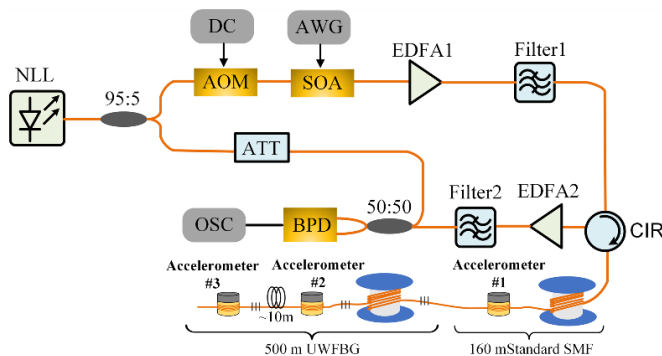 DC
AWG
EDFA1
Filter1
NLL
95:5
AOM
SOA
ATT
50:50
Filter2
EDFA2
OSC
BPD
CIR
Accelerometer
#3
Accelerometer
#2
Accelerometer
#1
~10m
500 m UWFBG
160 mStandard SMF